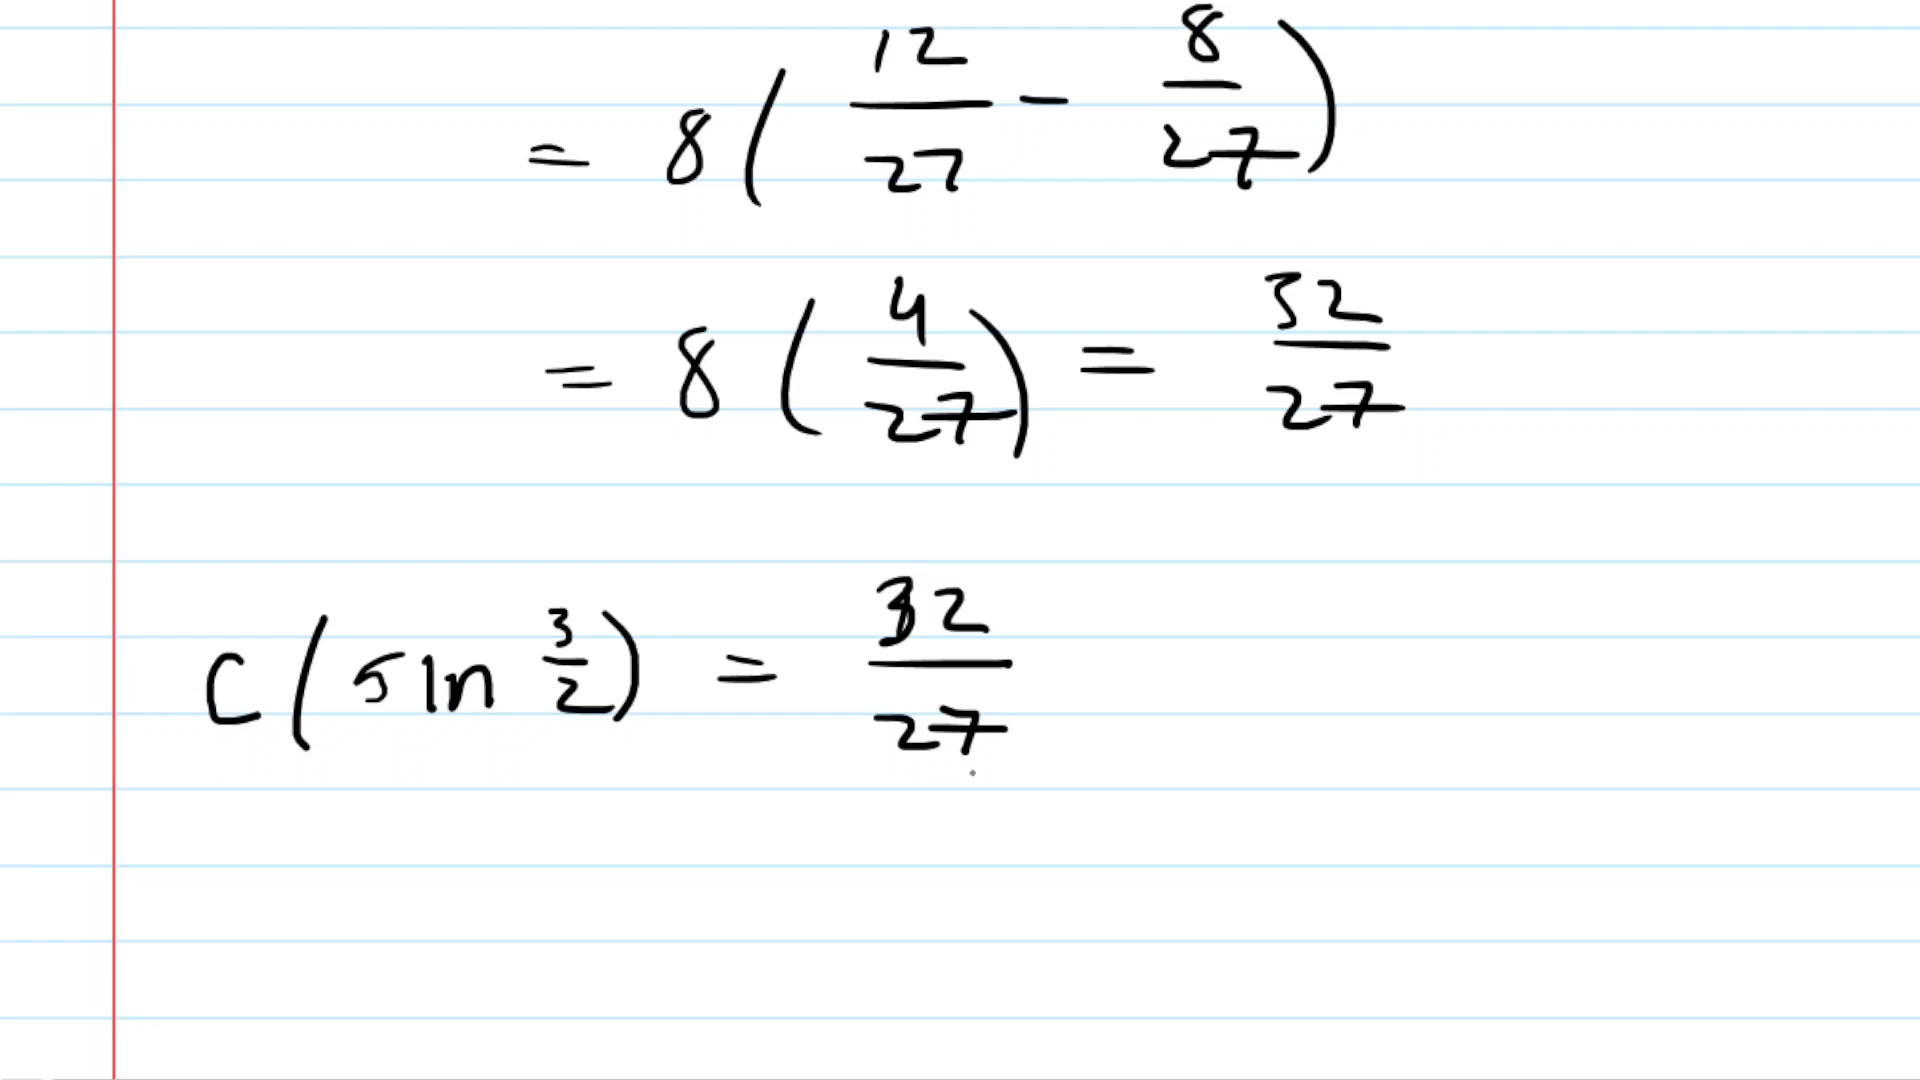 = 8 ( 12/27 - 8/27 )
= 8 ( 4/27 ) = 32/27
C ( sin 3/2 ) = 32/27